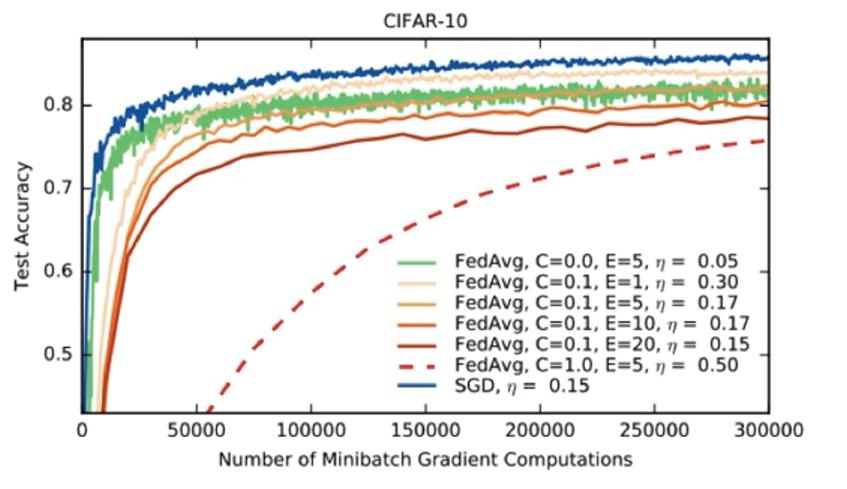 CIFAR-10
Test Accuracy
0.8
0.7
0.6
0.5
FedAvg, C=0.0, E=5, η = 0.05
FedAvg, C=0.1, E=1, η = 0.30
FedAvg, C=0.1, E=5, η = 0.17
FedAvg, C=0.1, E=10, η = 0.17
FedAvg, C=0.1, E=20, η = 0.15
FedAvg, C=1.0, E=5, η = 0.50
SGD, η = 0.15
0 50000 100000 150000 200000 250000 300000
Number of Minibatch Gradient Computations